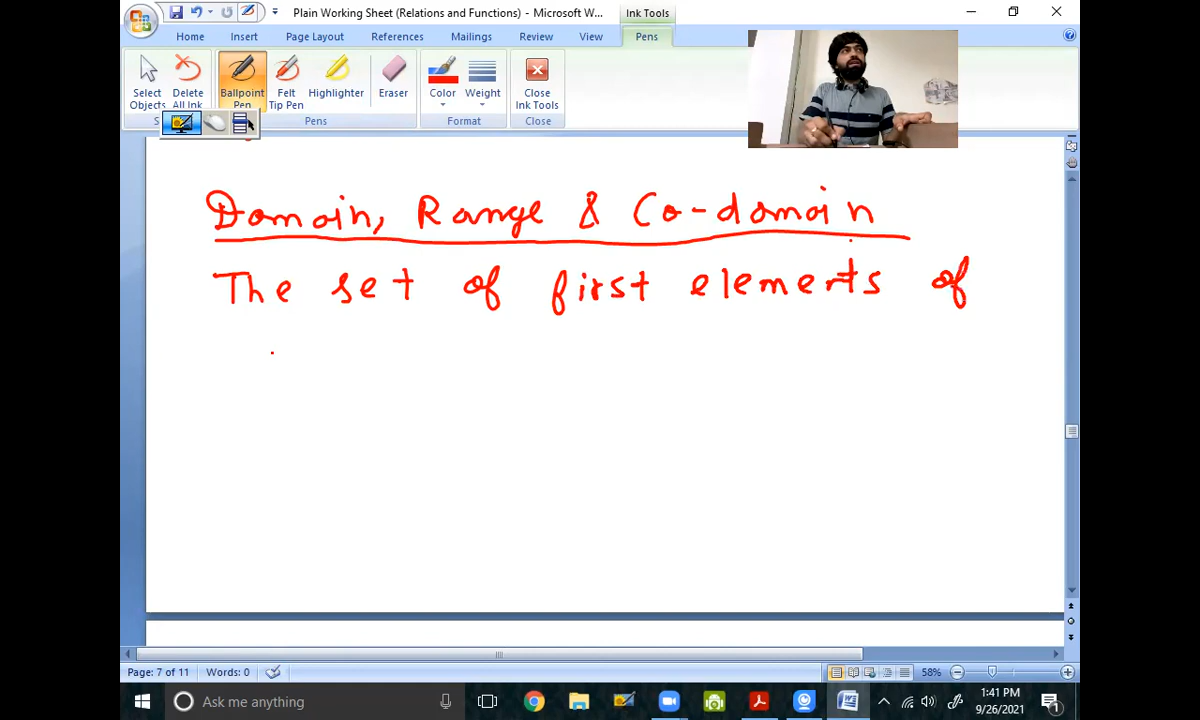 Plain Working Sheet (Relations and Functions) - Microsoft W...
Ink Tools
Home Insert Page Layout References Mailings Review View Pens
Select Objects
Delete All Ink
Ballpoint Pen
Felt Tip Pen
Highlighter
Eraser
Color
Weight
Close Ink Tools
Pens
Format
Close
Domain, Range & Co-domain
The set of first elements of
Page: 7 of 11 Words: 0 58%
Ask me anything
1:41 PM
9/26/2021
1